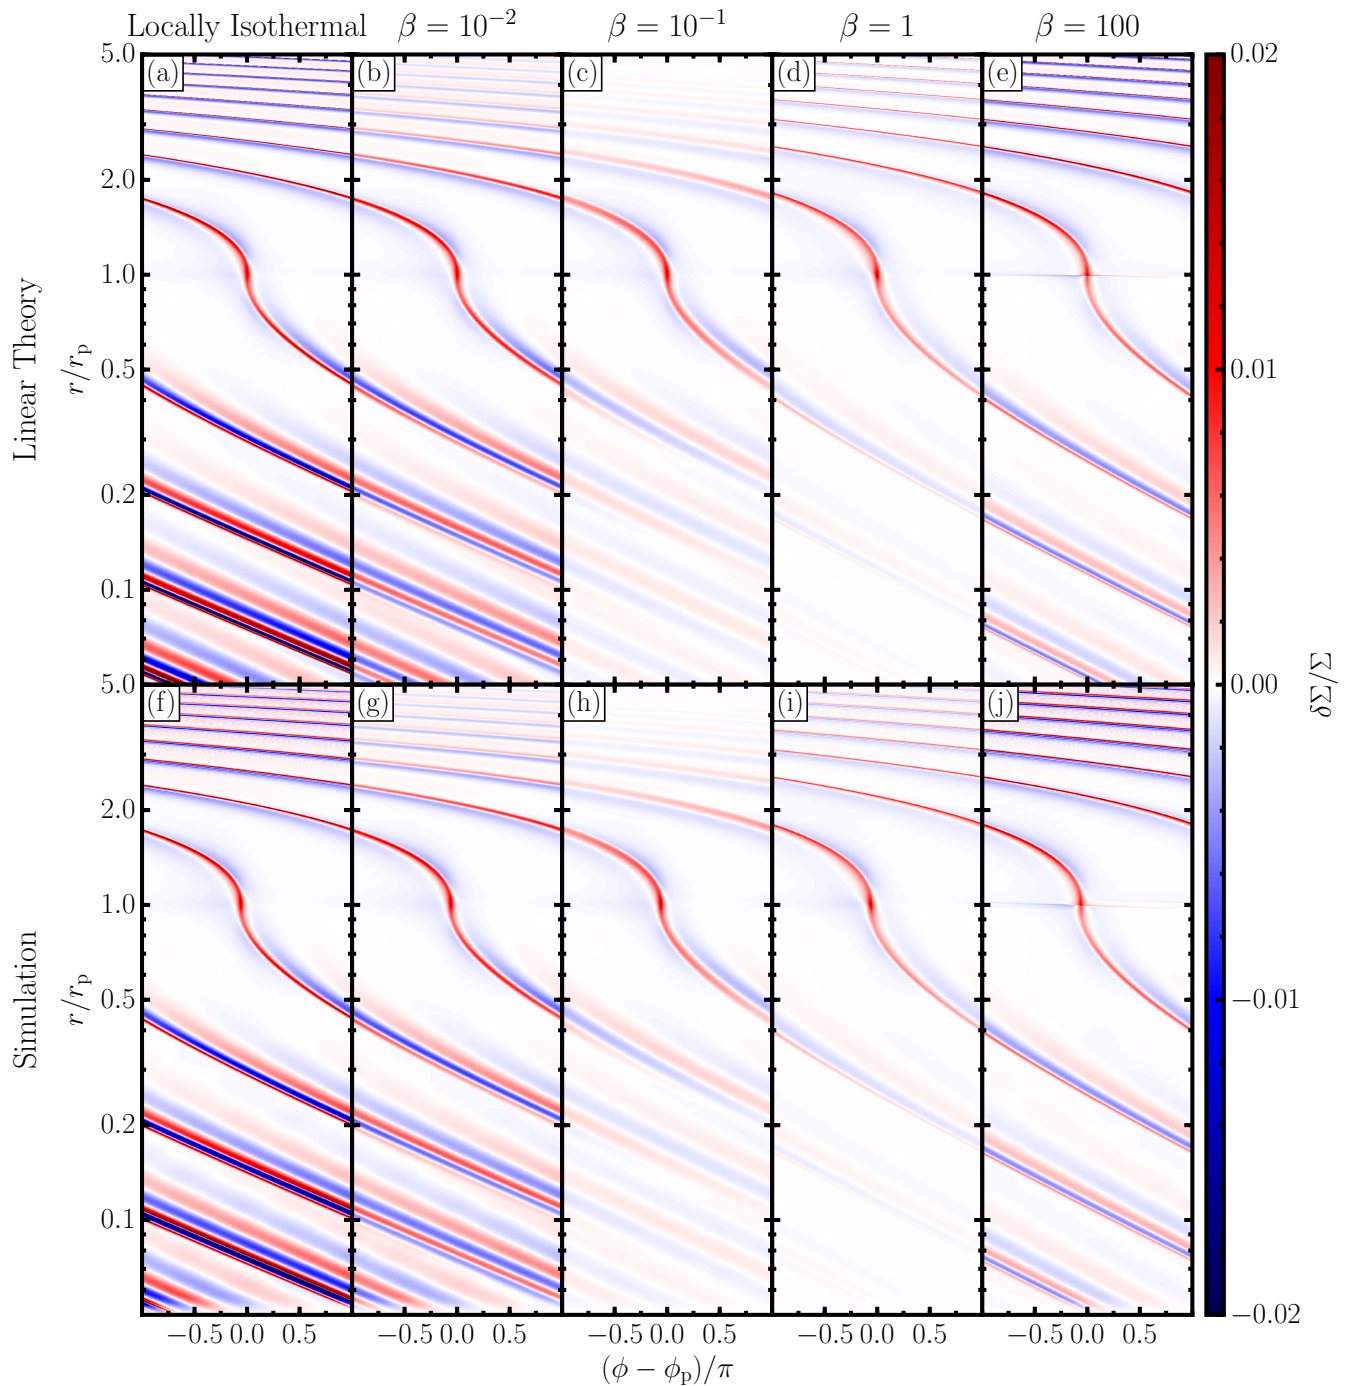 Locally Isothermal β = 10⁻² β = 10⁻¹ β = 1 β = 100
(a) (b) (c) (d) (e)
5.0
2.0
1.0
0.5
0.2
0.1
r/rₚ
Linear Theory
(f) (g) (h) (i) (j)
5.0
2.0
1.0
0.5
0.2
0.1
r/rₚ
Simulation
−0.5 0.0 0.5 −0.5 0.0 0.5 −0.5 0.0 0.5 −0.5 0.0 0.5 −0.5 0.0 0.5
(ϕ − ϕₚ)/π
0.02
0.01
0.00
−0.01
−0.02
δΣ/Σ